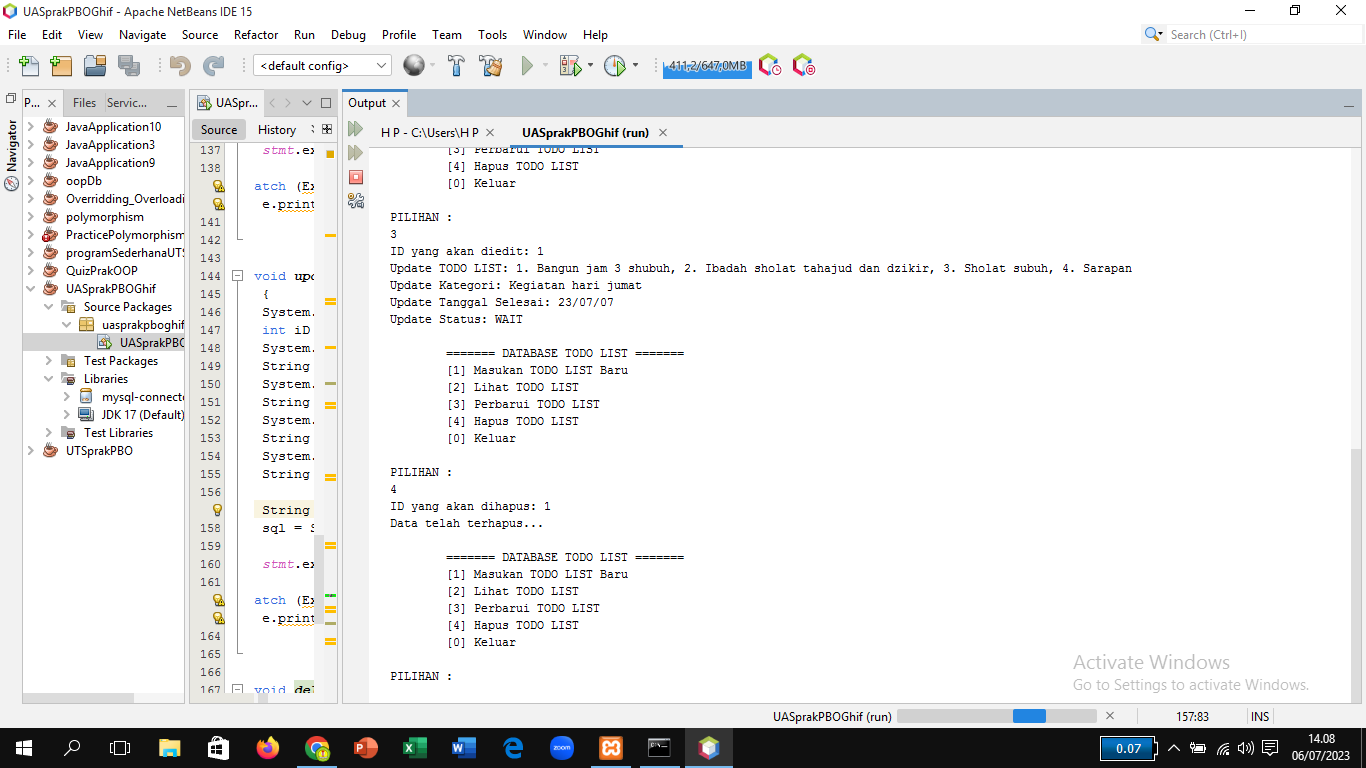 UASprakPBOGhif - Apache NetBeans IDE 15
File Edit View Navigate Source Refactor Run Debug Profile Team Tools Window Help
Search (Ctrl+I)
<default config>
411,2/647,0MB
P...
Files
Servic...
Navigator
JavaApplication10
JavaApplication3
JavaApplication9
oopDb
Overridding_Overloadi
polymorphism
PracticePolymorphism
programSederhanaUTS
QuizPrakOOP
UASprakPBOGhif
Source Packages
uasprakpboghif
UASprakPBO
Test Packages
Libraries
mysql-connecto
JDK 17 (Default)
Test Libraries
UTSprakPBO
UASpr...
Source History
137 stmt.ex
138
atch (Ex
e.print
141
142
143
144 void upd
145 {
146 System.
147 int iD
148 System.
149 String
150 System.
151 String
152 System.
153 String
154 System.
155 String
156
String
158 sql = S
159
160 stmt.ex
161
atch (Ex
e.print
164
165
166
167 void del
Output
H P - C:\Users\H P
UASprakPBOGhif (run)
[3] Perbarui TODO LIST
[4] Hapus TODO LIST
[0] Keluar
PILIHAN :
3
ID yang akan diedit: 1
Update TODO LIST: 1. Bangun jam 3 shubuh, 2. Ibadah sholat tahajud dan dzikir, 3. Sholat subuh, 4. Sarapan
Update Kategori: Kegiatan hari jumat
Update Tanggal Selesai: 23/07/07
Update Status: WAIT
======= DATABASE TODO LIST =======
[1] Masukan TODO LIST Baru
[2] Lihat TODO LIST
[3] Perbarui TODO LIST
[4] Hapus TODO LIST
[0] Keluar
PILIHAN :
4
ID yang akan dihapus: 1
Data telah terhapus...
======= DATABASE TODO LIST =======
[1] Masukan TODO LIST Baru
[2] Lihat TODO LIST
[3] Perbarui TODO LIST
[4] Hapus TODO LIST
[0] Keluar
PILIHAN :
Activate Windows
Go to Settings to activate Windows.
UASprakPBOGhif (run)
157:83
INS
zoom
0.07
14.08
06/07/2023